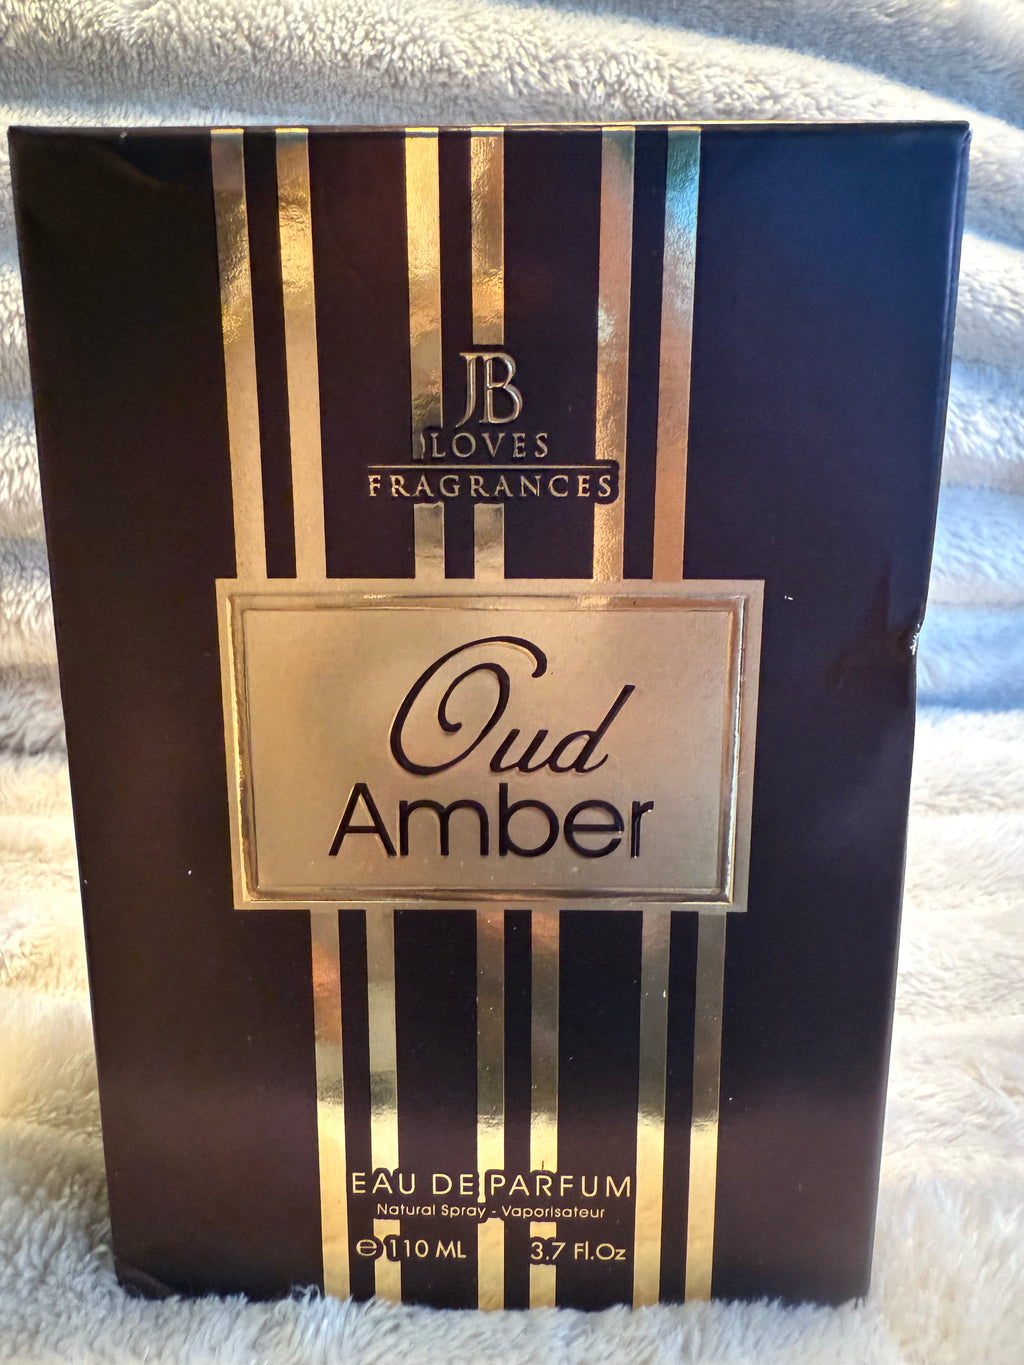 JB
LOVES
FRAGRANCES
Oud
Amber
EAU DE PARFUM
Natural Spray - Vaporisateur
℮ 110 ML 3.7 Fl.Oz